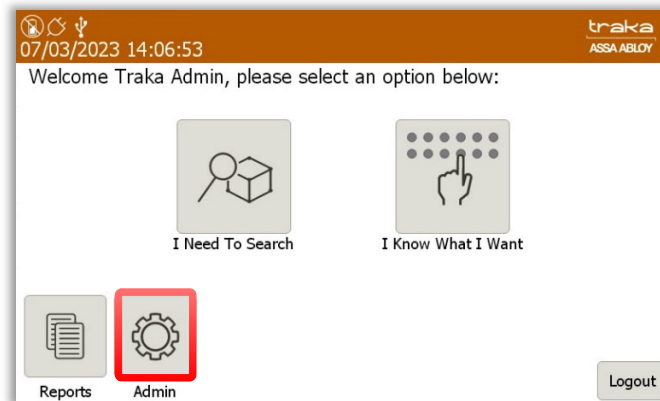 traka
07/03/2023 14:06:53
ASSA ABLOY
Welcome Traka Admin, please select an option below:
I Need To Search
I Know What I Want
Reports
Admin
Logout